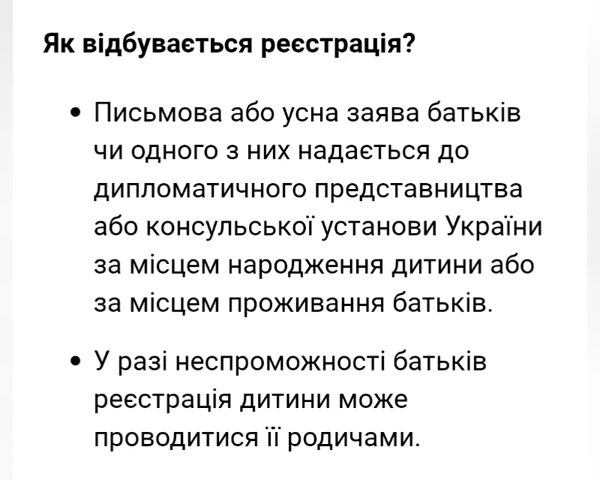 Як відбувається реєстрація?
• Письмова або усна заява батьків
чи одного з них надається до
дипломатичного представництва
або консульської установи України
за місцем народження дитини або
за місцем проживання батьків.
• У разі неспроможності батьків
реєстрація дитини може
проводитися її родичами.